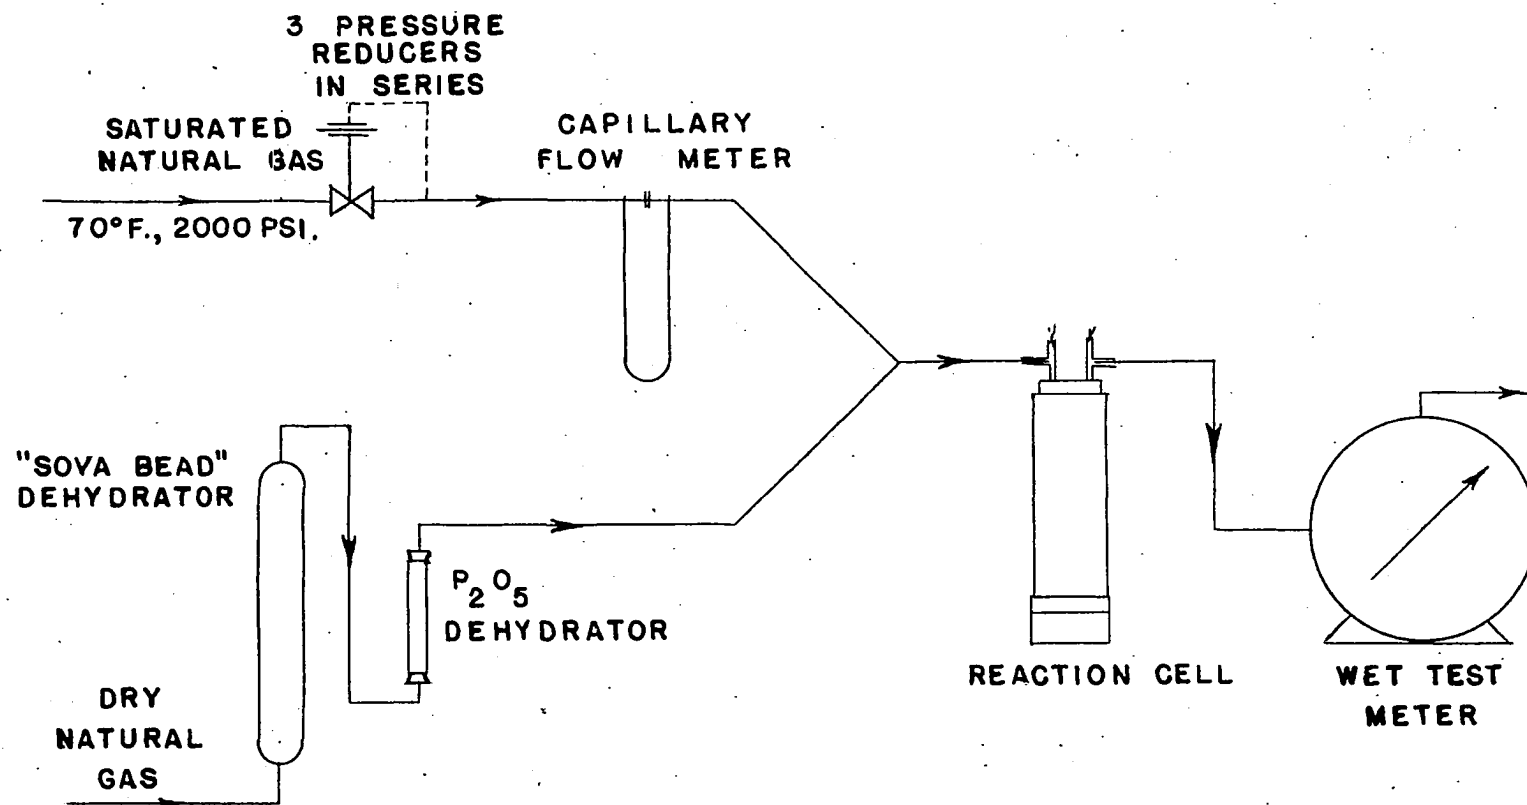 3 PRESSURE
REDUCERS
IN SERIES
SATURATED
NATURAL GAS
70°F., 2000 PSI.
CAPILLARY
FLOW METER
"SOVA BEAD"
DEHYDRATOR
P2O5
DEHYDRATOR
DRY
NATURAL
GAS
REACTION CELL
WET TEST
METER